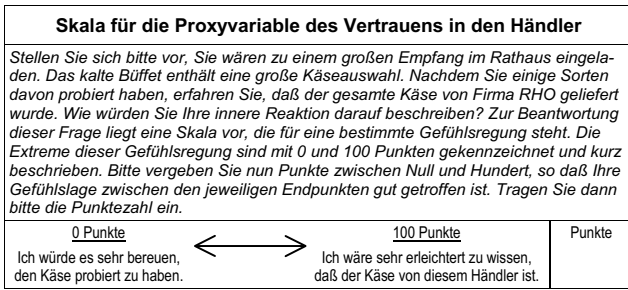 Skala für die Proxyvariable des Vertrauens in den Händler
Stellen Sie sich bitte vor, Sie wären zu einem großen Empfang im Rathaus eingela-
den. Das kalte Büffet enthält eine große Käseauswahl. Nachdem Sie einige Sorten
davon probiert haben, erfahren Sie, daß der gesamte Käse von Firma RHO geliefert
wurde. Wie würden Sie Ihre innere Reaktion darauf beschreiben? Zur Beantwortung
dieser Frage liegt eine Skala vor, die für eine bestimmte Gefühlsregung steht. Die
Extreme dieser Gefühlsregung sind mit 0 und 100 Punkten gekennzeichnet und kurz
beschrieben. Bitte vergeben Sie nun Punkte zwischen Null und Hundert, so daß Ihre
Gefühlslage zwischen den jeweiligen Endpunkten gut getroffen ist. Tragen Sie dann
bitte die Punktezahl ein.
0 Punkte 100 Punkte Punkte
Ich würde es sehr bereuen, Ich wäre sehr erleichtert zu wissen,
den Käse probiert zu haben. daß der Käse von diesem Händler ist.